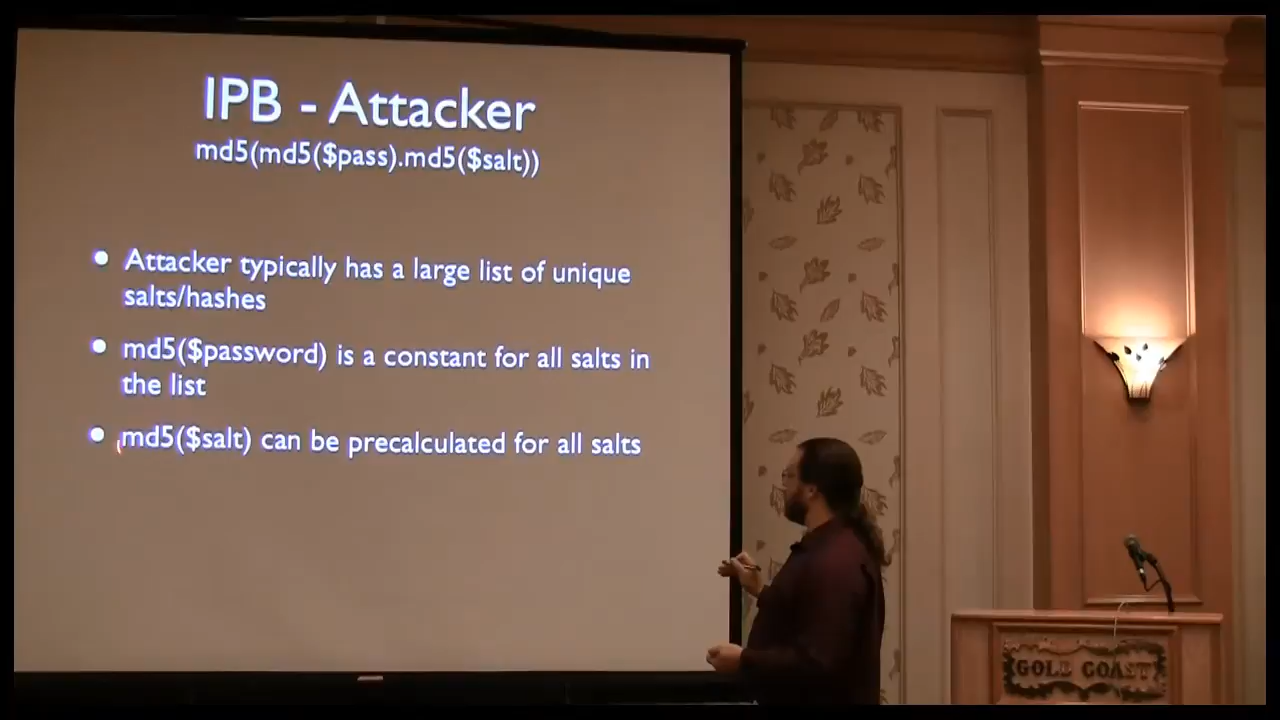 IPB - Attacker
md5(md5($pass).md5($salt))
Attacker typically has a large list of unique
salts/hashes
md5($password) is a constant for all salts in
the list
md5($salt) can be precalculated for all salts
GOLD COAST